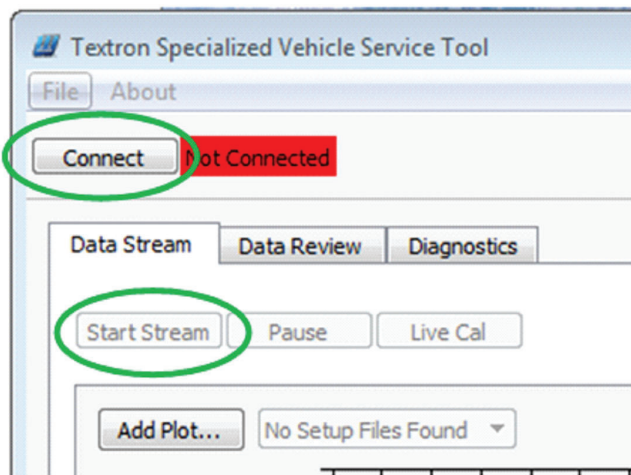 Textron Specialized Vehicle Service Tool
File About
Connect Not Connected
Data Stream Data Review Diagnostics
Start Stream Pause Live Cal
Add Plot... No Setup Files Found